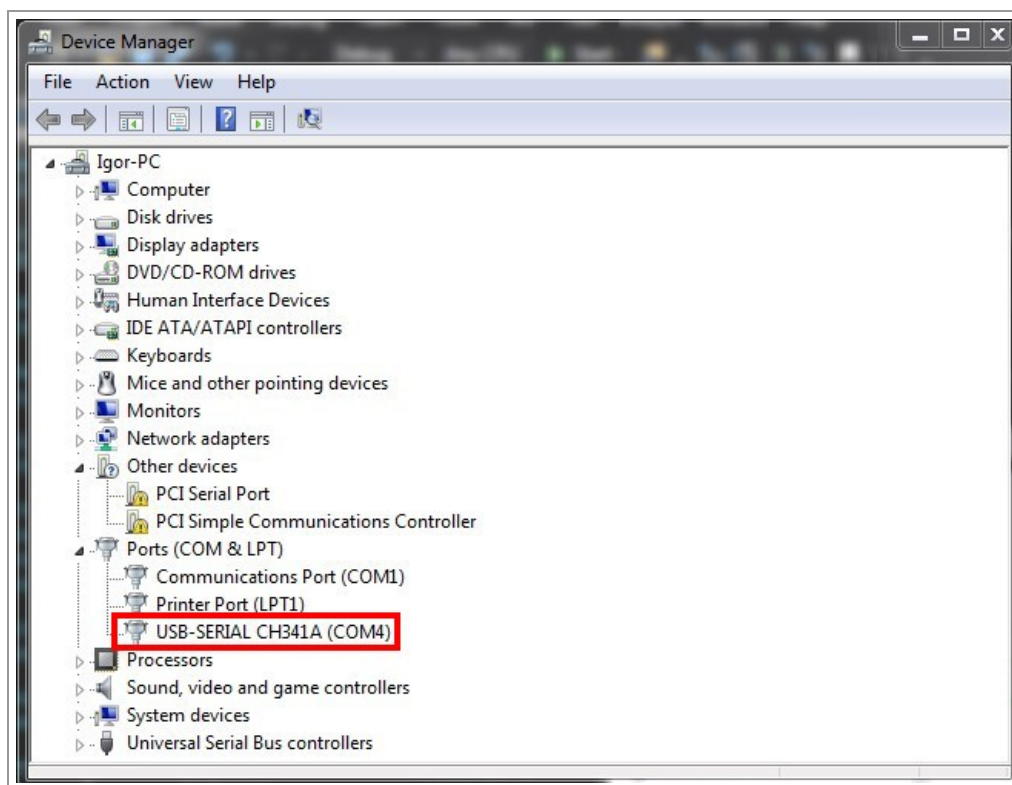 Device Manager
File Action View Help
Igor-PC
Computer
Disk drives
Display adapters
DVD/CD-ROM drives
Human Interface Devices
IDE ATA/ATAPI controllers
Keyboards
Mice and other pointing devices
Monitors
Network adapters
Other devices
PCI Serial Port
PCI Simple Communications Controller
Ports (COM & LPT)
Communications Port (COM1)
Printer Port (LPT1)
USB-SERIAL CH341A (COM4)
Processors
Sound, video and game controllers
System devices
Universal Serial Bus controllers